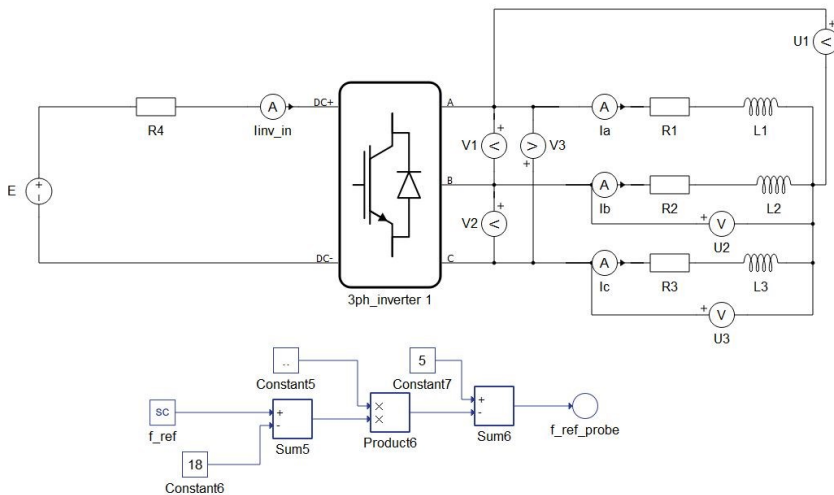 U1
R4
A
Iinv_in
DC+
A
A
Ia
R1
L1
V1
V3
E
B
A
Ib
R2
L2
V2
V
U2
DC-
C
A
Ic
R3
L3
3ph_inverter 1
V
U3
..
Constant5
5
Constant7
SC
f_ref
Sum5
Product6
Sum6
f_ref_probe
18
Constant6